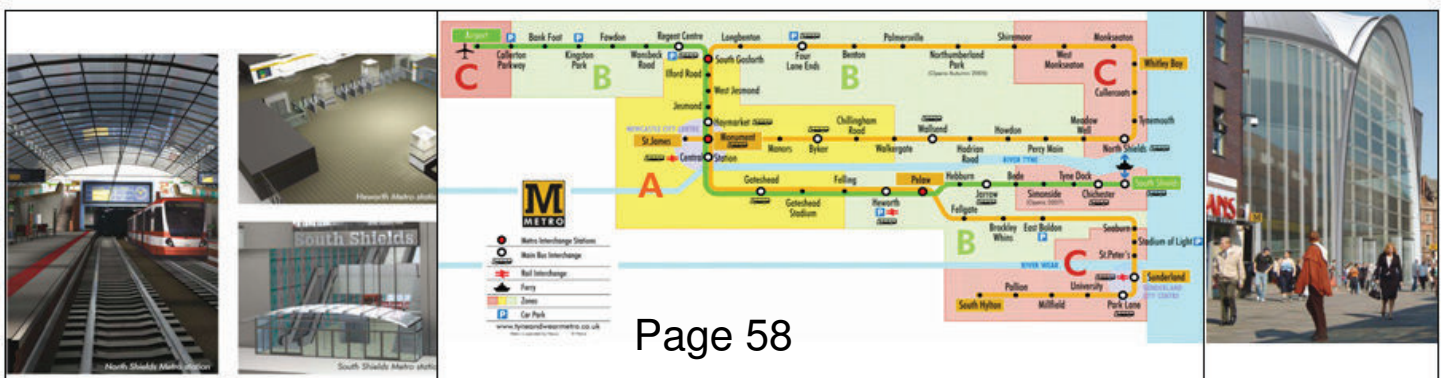 North Shields Metro station
Heworth Metro station
South Shields
South Shields Metro station
Airport
Callerton
Parkway
Bank Foot
Kingston
Park
Fawdon
Wansbeck
Road
Regent Centre
South Gosforth
Longbenton
Four
Lane Ends
Benton
Palmersville
Northumberland
Park
Shiremoor
West
Monkseaton
Monkseaton
Whitley Bay
Cullercoats
Tynemouth
Ilford Road
West Jesmond
Jesmond
Haymarket
NEWCASTLE CITY CENTRE
St.James
Monument
Central Station
Manors
Byker
Chillingham
Road
Walkergate
Wallsend
Hadrian
Road
Howdon
Percy Main
Meadow
Well
North Shields
RIVER TYNE
Gateshead
Gateshead
Stadium
Felling
Heworth
Pelaw
Hebburn
Jarrow
Bede
Simonside
Tyne Dock
Chichester
South Shields
Fellgate
Brockley
Whins
East Boldon
Seaburn
Stadium of Light
St.Peter's
RIVER WEAR
Sunderland
SUNDERLAND
CITY CENTRE
South Hylton
Pallion
Millfield
University
Park Lane
C
B
B
C
A
B
C
M
METRO
Metro Interchange Stations
Main Bus Interchange
Rail Interchange
Ferry
Zones
P
Car Park
www.tyneandwearmetro.co.uk
Page 58